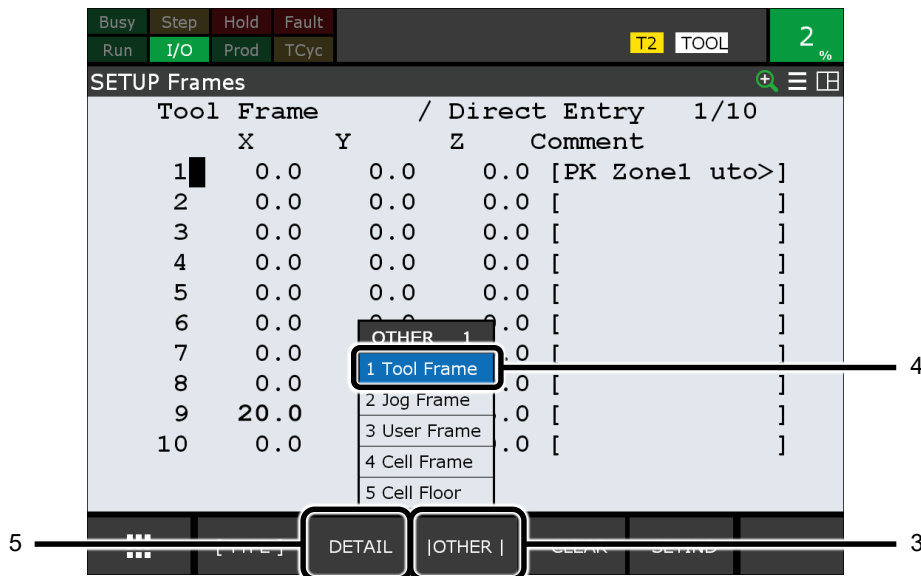 Busy Step Hold Fault
Run I/O Prod TCyc T2 TOOL 2 %
SETUP Frames
Tool Frame / Direct Entry 1/10
X Y Z Comment
1 0.0 0.0 0.0 [PK Zone1 uto>]
2 0.0 0.0 0.0 [ ]
3 0.0 0.0 0.0 [ ]
4 0.0 0.0 0.0 [ ]
5 0.0 0.0 0.0 [ ]
6 0.0 .0 [ ]
OTHER 1
7 0.0 .0 [ ]
1 Tool Frame 4
8 0.0 .0 [ ]
2 Jog Frame
9 20.0 .0 [ ]
3 User Frame
10 0.0 .0 [ ]
4 Cell Frame
5 Cell Floor
5 DETAIL |OTHER | 3